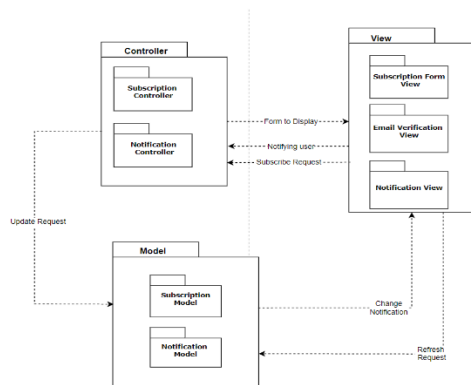 Controller
Subscription
Controller
Notification
Controller
View
Subscription Form
View
Email Verification
View
Notification View
Form to Display
Notifying user
Subscribe Request
Update Request
Model
Subscription
Model
Notification
Model
Change
Notification
Refresh
Request